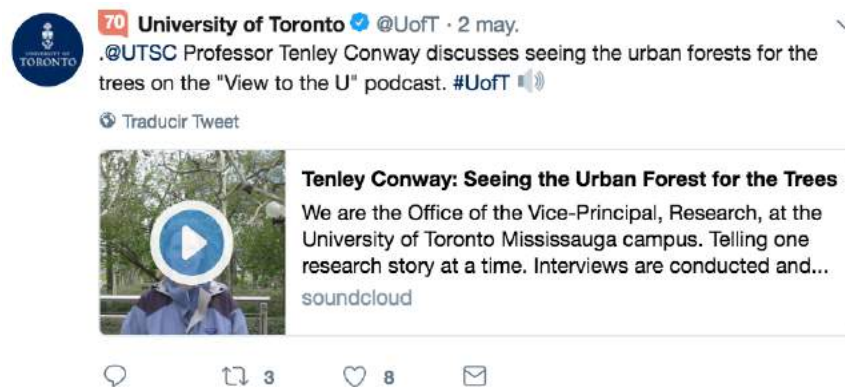 70 University of Toronto @UofT · 2 may.
.@UTSC Professor Tenley Conway discusses seeing the urban forests for the
trees on the "View to the U" podcast. #UofT
UNIVERSITY OF
TORONTO
Traducir Tweet
Tenley Conway: Seeing the Urban Forest for the Trees
We are the Office of the Vice-Principal, Research, at the
University of Toronto Mississauga campus. Telling one
research story at a time. Interviews are conducted and...
soundcloud
3 8